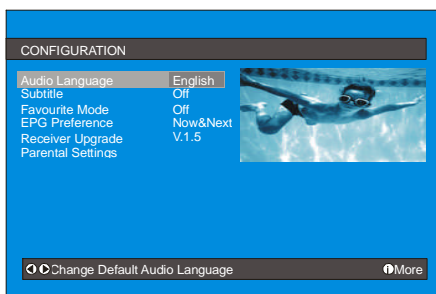 CONFIGURATION
Audio Language English
Subtitle Off
Favourite Mode Off
EPG Preference Now&Next
Receiver Upgrade V.1.5
Parental Settings
Change Default Audio Language
More